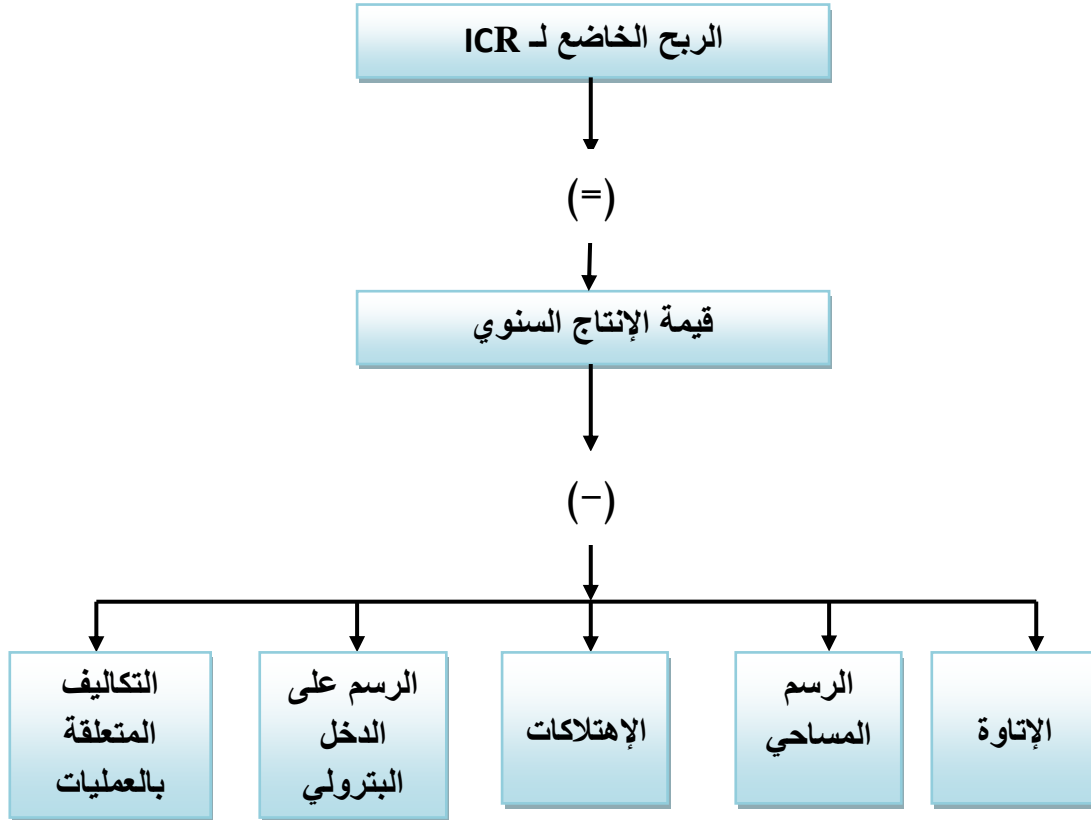 الربح الخاضع لـ ICR
(=)
قيمة الإنتاج السنوي
(−)
الإتاوة
الرسم
المساحي
الإهتلاكات
الرسم على
الدخل
البترولي
التكاليف
المتعلقة
بالعمليات